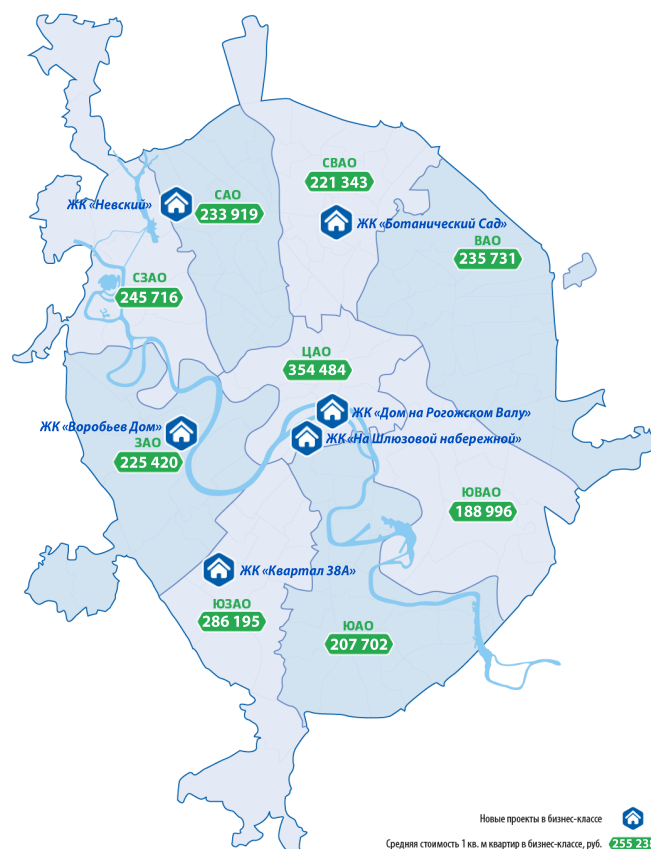 СВАО
221 343
САО
233 919
ЖК «Невский»
ЖК «Ботанический Сад»
ВАО
235 731
СЗАО
245 716
ЦАО
354 484
ЖК «Дом на Рогожском Валу»
ЖК «Воробьев Дом»
ЖК «На Шлюзовой набережной»
ЗАО
225 420
ЮВАО
188 996
ЖК «Квартал 38А»
ЮЗАО
286 195
ЮАО
207 702
Новые проекты в бизнес-классе
Средняя стоимость 1 кв. м квартир в бизнес-классе, руб.